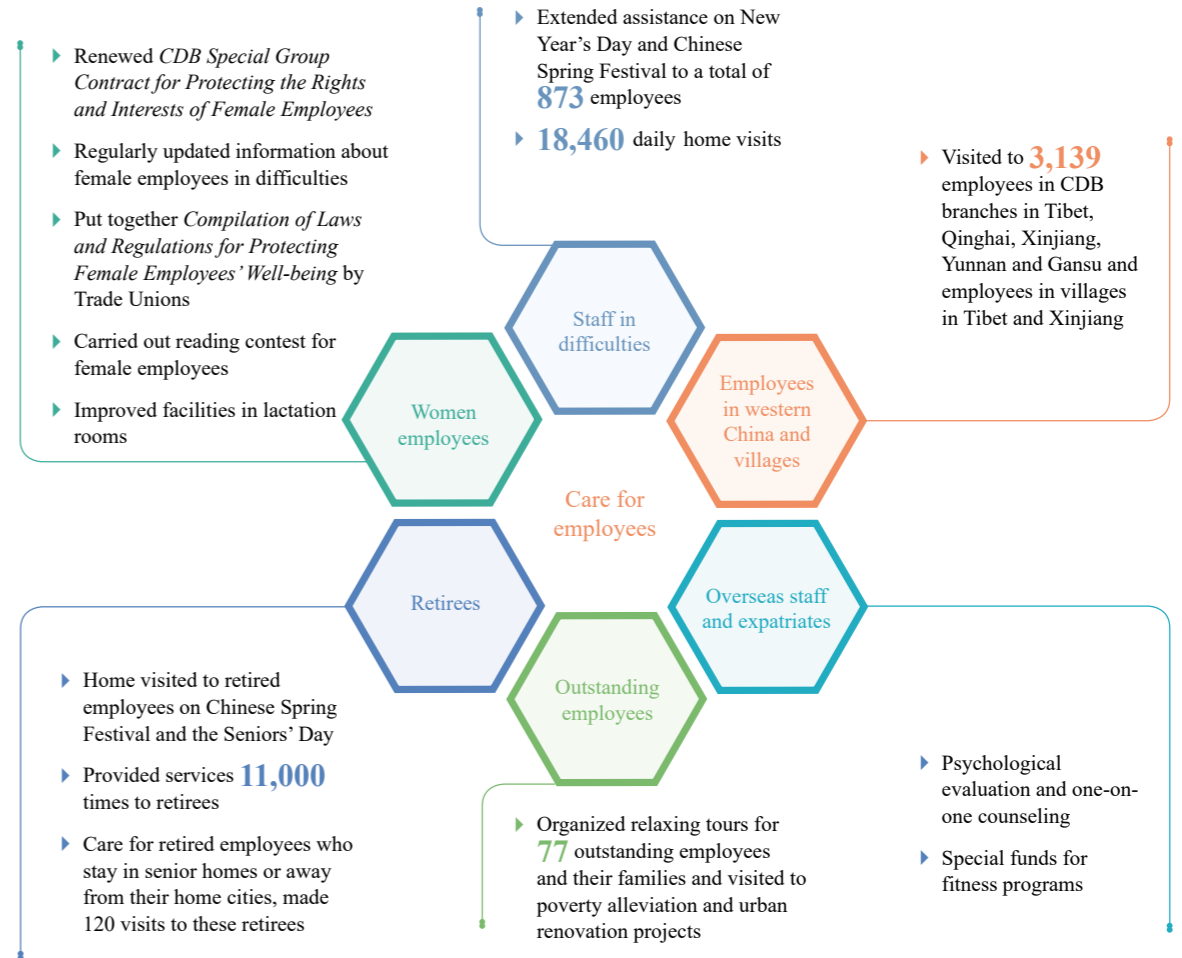 Renewed CDB Special Group
Contract for Protecting the Rights
and Interests of Female Employees
Regularly updated information about
female employees in difficulties
Put together Compilation of Laws
and Regulations for Protecting
Female Employees' Well-being by
Trade Unions
Carried out reading contest for
female employees
Improved facilities in lactation
rooms
Extended assistance on New
Year's Day and Chinese
Spring Festival to a total of
873 employees
18,460 daily home visits
Visited to 3,139
employees in CDB
branches in Tibet,
Qinghai, Xinjiang,
Yunnan and Gansu and
employees in villages
in Tibet and Xinjiang
Staff in
difficulties
Women
employees
Employees
in western
China and
villages
Care for
employees
Retirees
Overseas staff
and expatriates
Outstanding
employees
Home visited to retired
employees on Chinese Spring
Festival and the Seniors' Day
Provided services 11,000
times to retirees
Care for retired employees who
stay in senior homes or away
from their home cities, made
120 visits to these retirees
Organized relaxing tours for
77 outstanding employees
and their families and visited to
poverty alleviation and urban
renovation projects
Psychological
evaluation and one-on-
one counseling
Special funds for
fitness programs